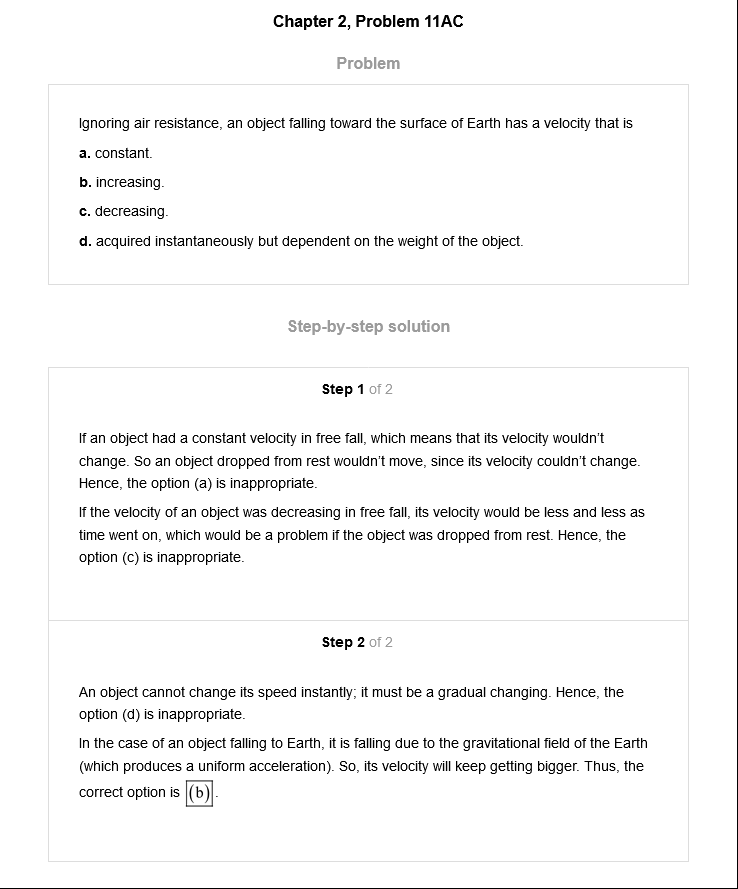 Chapter 2, Problem 11AC
Problem
Ignoring air resistance, an object falling toward the surface of Earth has a velocity that is
a. constant.
b. increasing.
c. decreasing.
d. acquired instantaneously but dependent on the weight of the object.
Step-by-step solution
Step 1 of 2
If an object had a constant velocity in free fall, which means that its velocity wouldn't
change. So an object dropped from rest wouldn't move, since its velocity couldn't change.
Hence, the option (a) is inappropriate.
If the velocity of an object was decreasing in free fall, its velocity would be less and less as
time went on, which would be a problem if the object was dropped from rest. Hence, the
option (c) is inappropriate.
Step 2 of 2
An object cannot change its speed instantly; it must be a gradual changing. Hence, the
option (d) is inappropriate.
In the case of an object falling to Earth, it is falling due to the gravitational field of the Earth
(which produces a uniform acceleration). So, its velocity will keep getting bigger. Thus, the
correct option is (b).